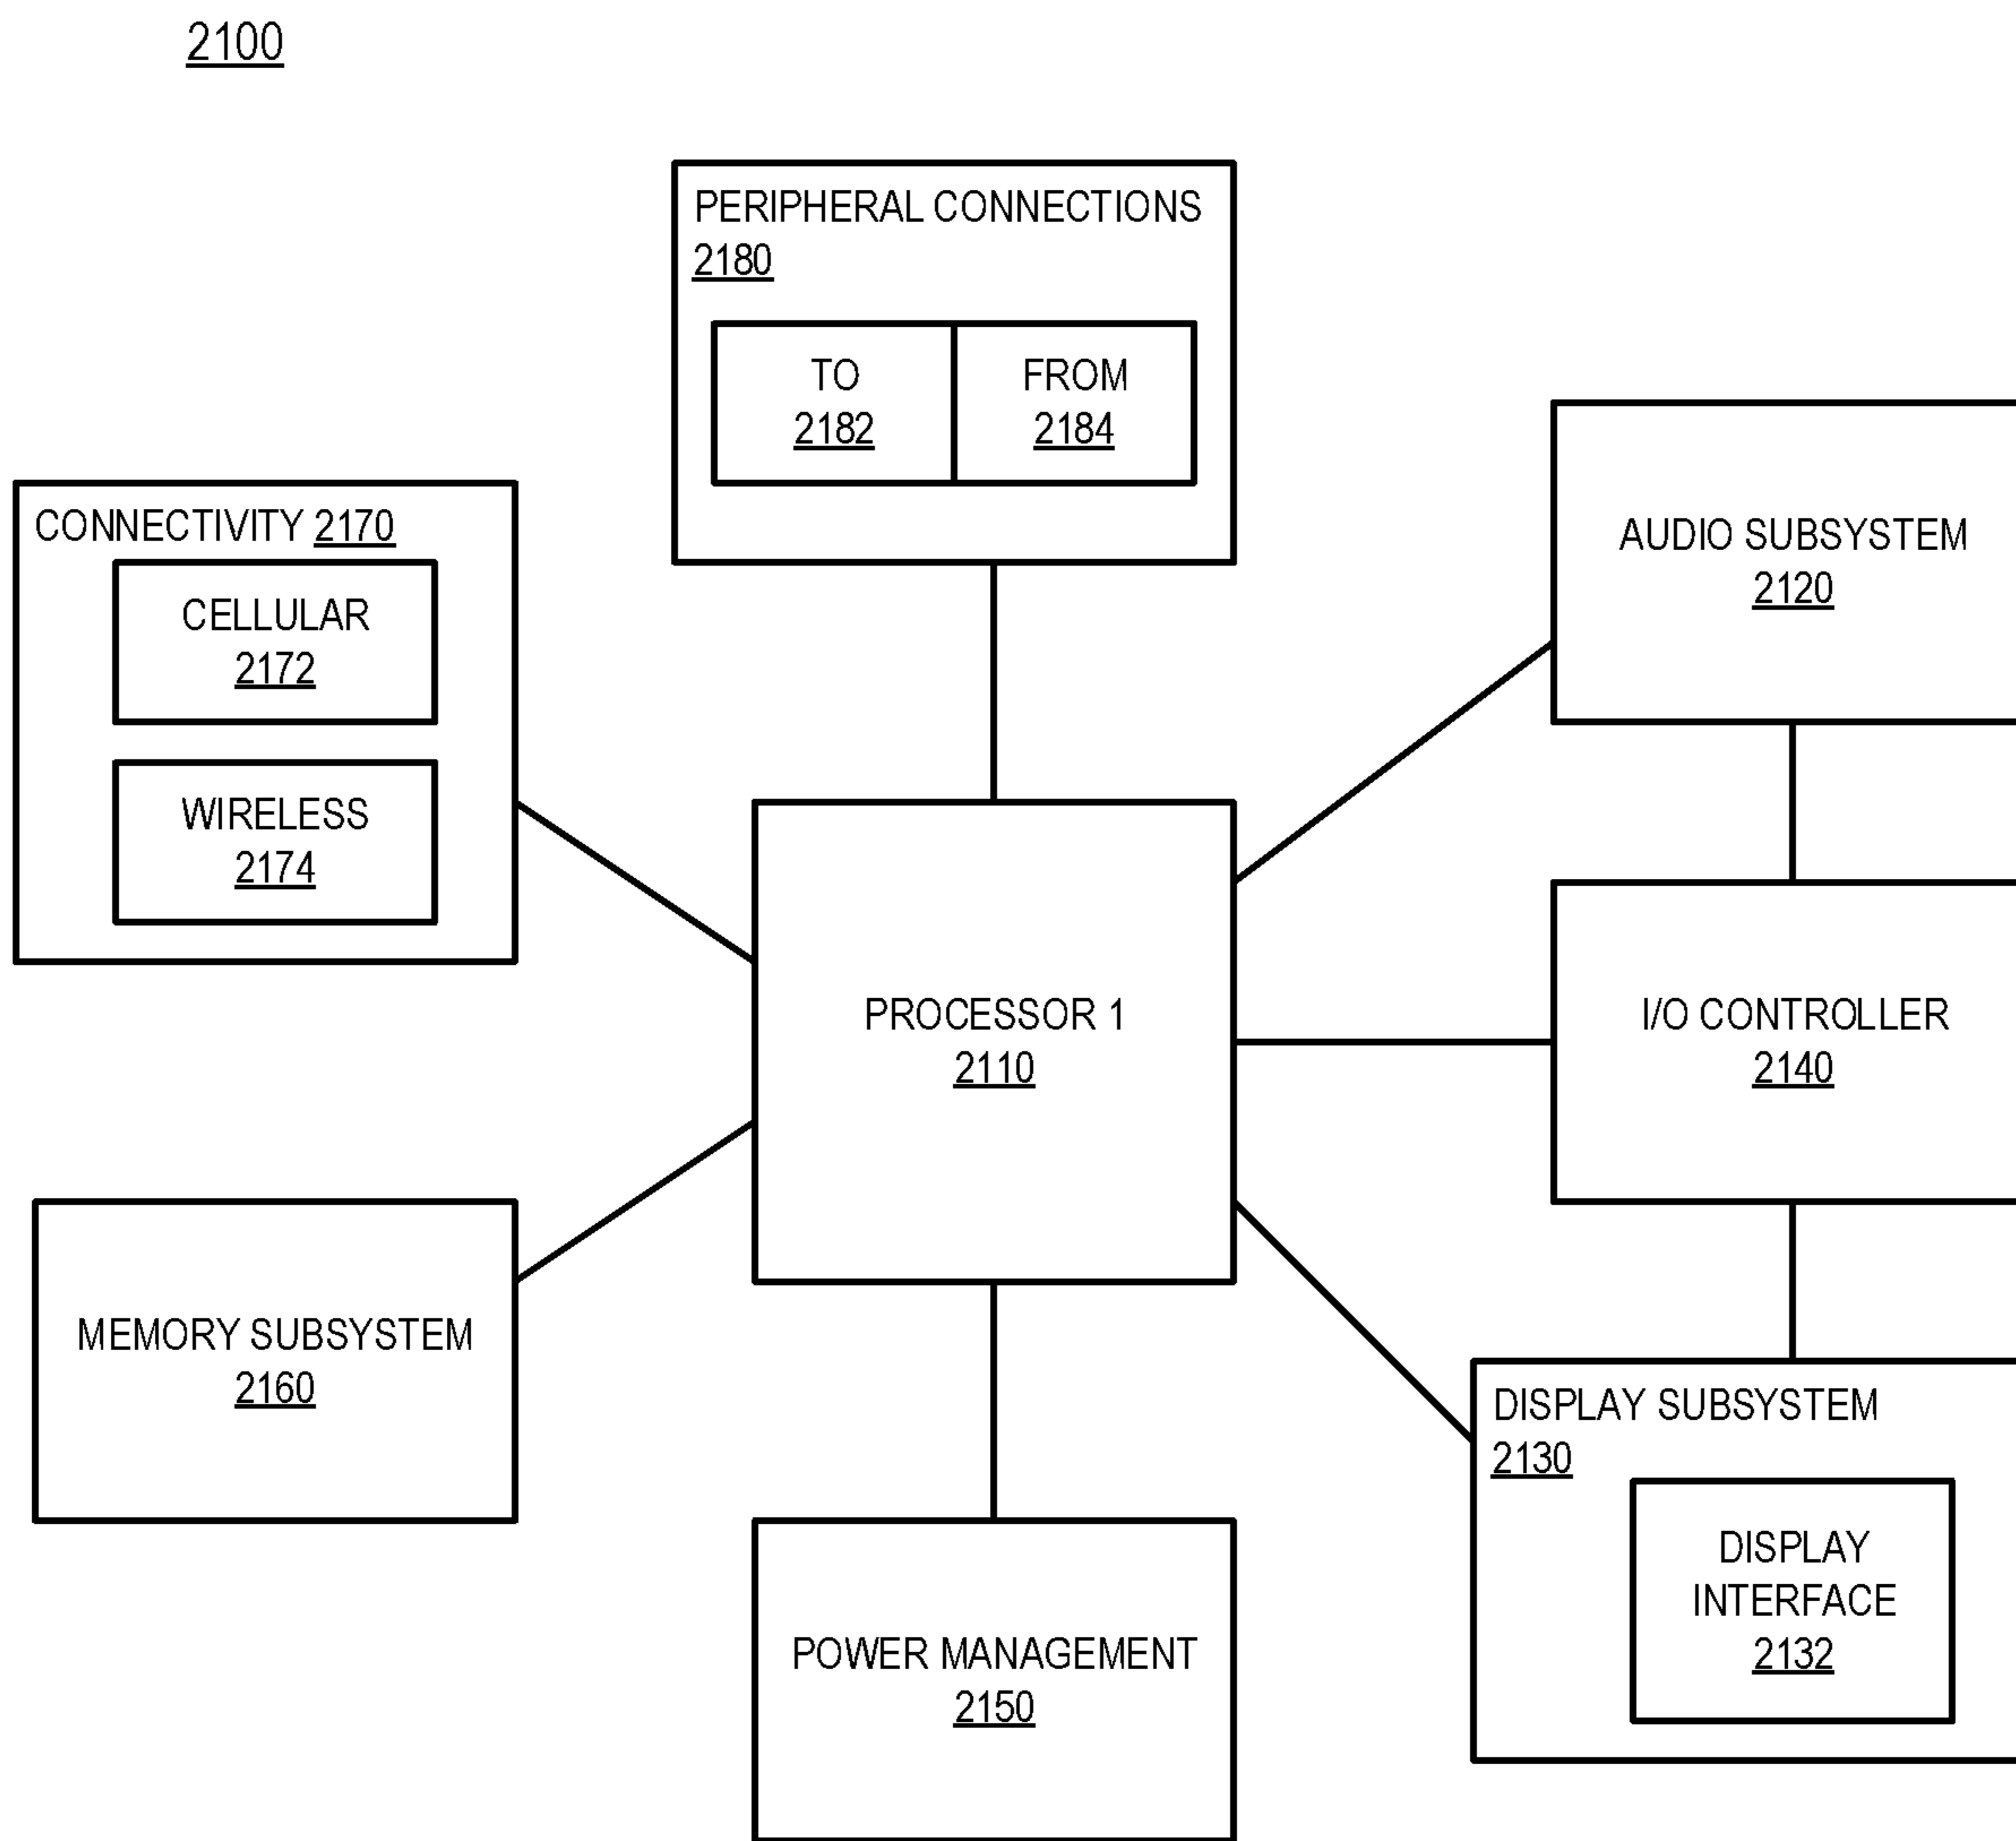 2100
PERIPHERAL CONNECTIONS
2180
TO
2182
FROM
2184
CONNECTIVITY 2170
CELLULAR
2172
WIRELESS
2174
AUDIO SUBSYSTEM
2120
PROCESSOR 1
2110
I/O CONTROLLER
2140
MEMORY SUBSYSTEM
2160
DISPLAY SUBSYSTEM
2130
DISPLAY
INTERFACE
2132
POWER MANAGEMENT
2150